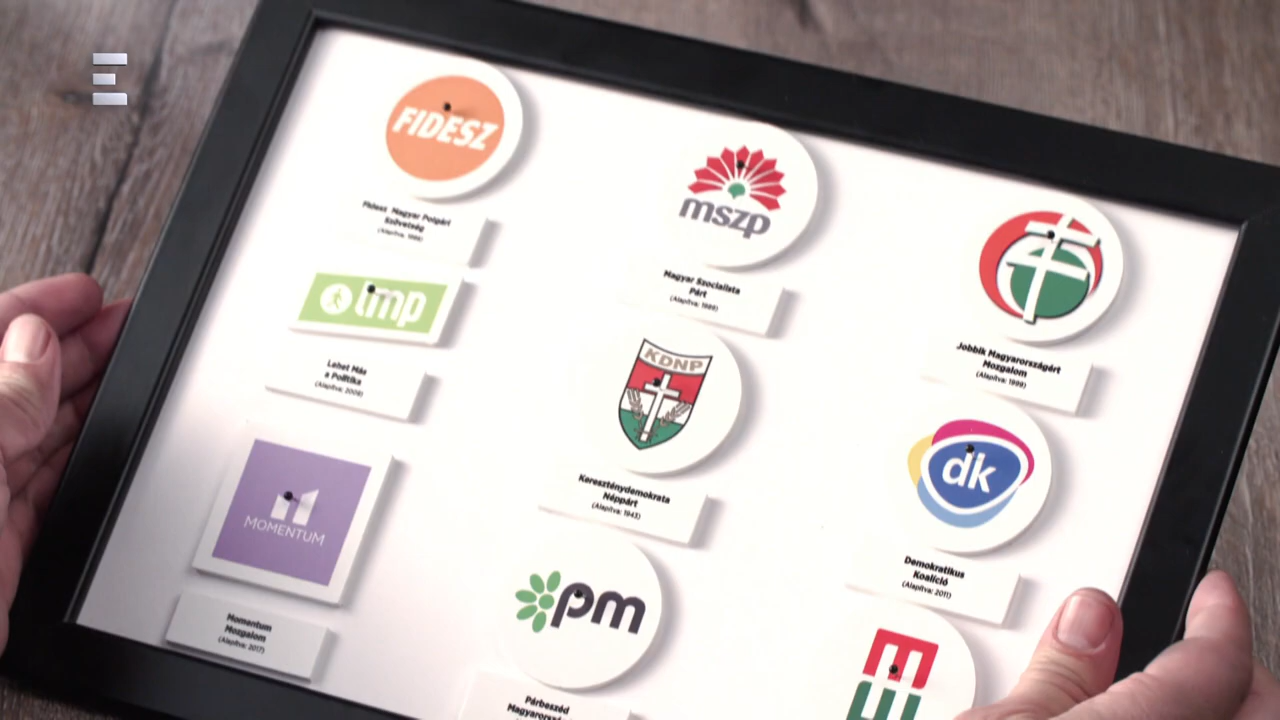 FIDESZ
Fidesz Magyar Polgári
Szövetség
(Alapítva: 1988)
mszp
Magyar Szocialista
Párt
(Alapítva: 1989)
Jobbik Magyarországért
Mozgalom
(Alapítva: 1999)
lmp
Lehet Más
a Politika
(Alapítva: 2009)
KDNP
Kereszténydemokrata
Néppárt
(Alapítva: 1943)
dk
Demokratikus
Koalíció
(Alapítva: 2011)
MOMENTUM
Momentum
Mozgalom
(Alapítva: 2017)
pm
Párbeszéd